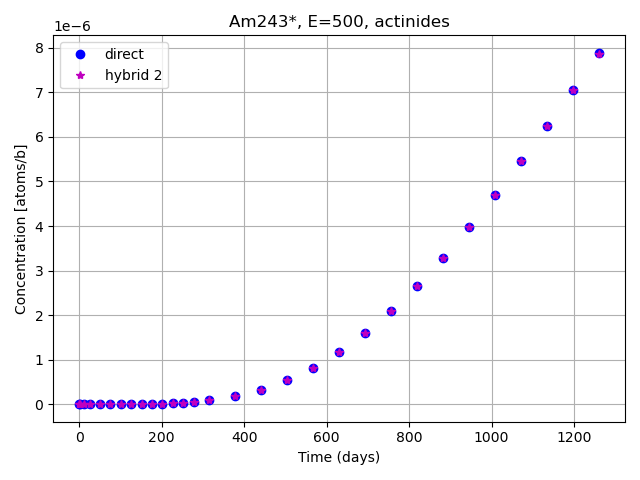 Am243*, E=500, actinides
1e−6
direct
hybrid 2
8
7
6
5
4
3
2
1
0
Concentration [atoms/b]
0 200 400 600 800 1000 1200
Time (days)